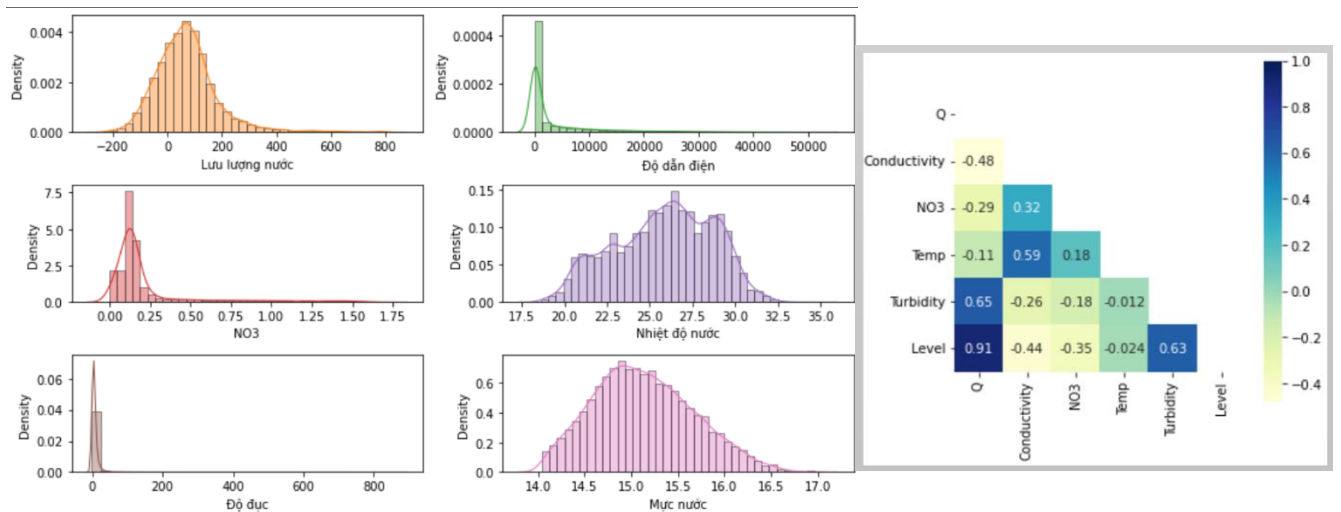 Density
0.004
0.002
0.000
−200 0 200 400 600 800
Lưu lượng nước
Density
0.0004
0.0002
0.0000
0 10000 20000 30000 40000 50000
Độ dẫn điện
Density
7.5
5.0
2.5
0.0
0.00 0.25 0.50 0.75 1.00 1.25 1.50 1.75
NO3
Density
0.15
0.10
0.05
0.00
17.5 20.0 22.5 25.0 27.5 30.0 32.5 35.0
Nhiệt độ nước
Density
0.06
0.04
0.02
0.00
0 200 400 600 800
Độ đục
Density
0.6
0.4
0.2
0.0
14.0 14.5 15.0 15.5 16.0 16.5 17.0
Mực nước
Q
Conductivity -0.48
NO3 -0.29 0.32
Temp -0.11 0.59 0.18
Turbidity 0.65 -0.26 -0.18 -0.012
Level 0.91 -0.44 -0.35 -0.024 0.63
Q Conductivity NO3 Temp Turbidity Level
1.0
0.8
0.6
0.4
0.2
0.0
−0.2
−0.4